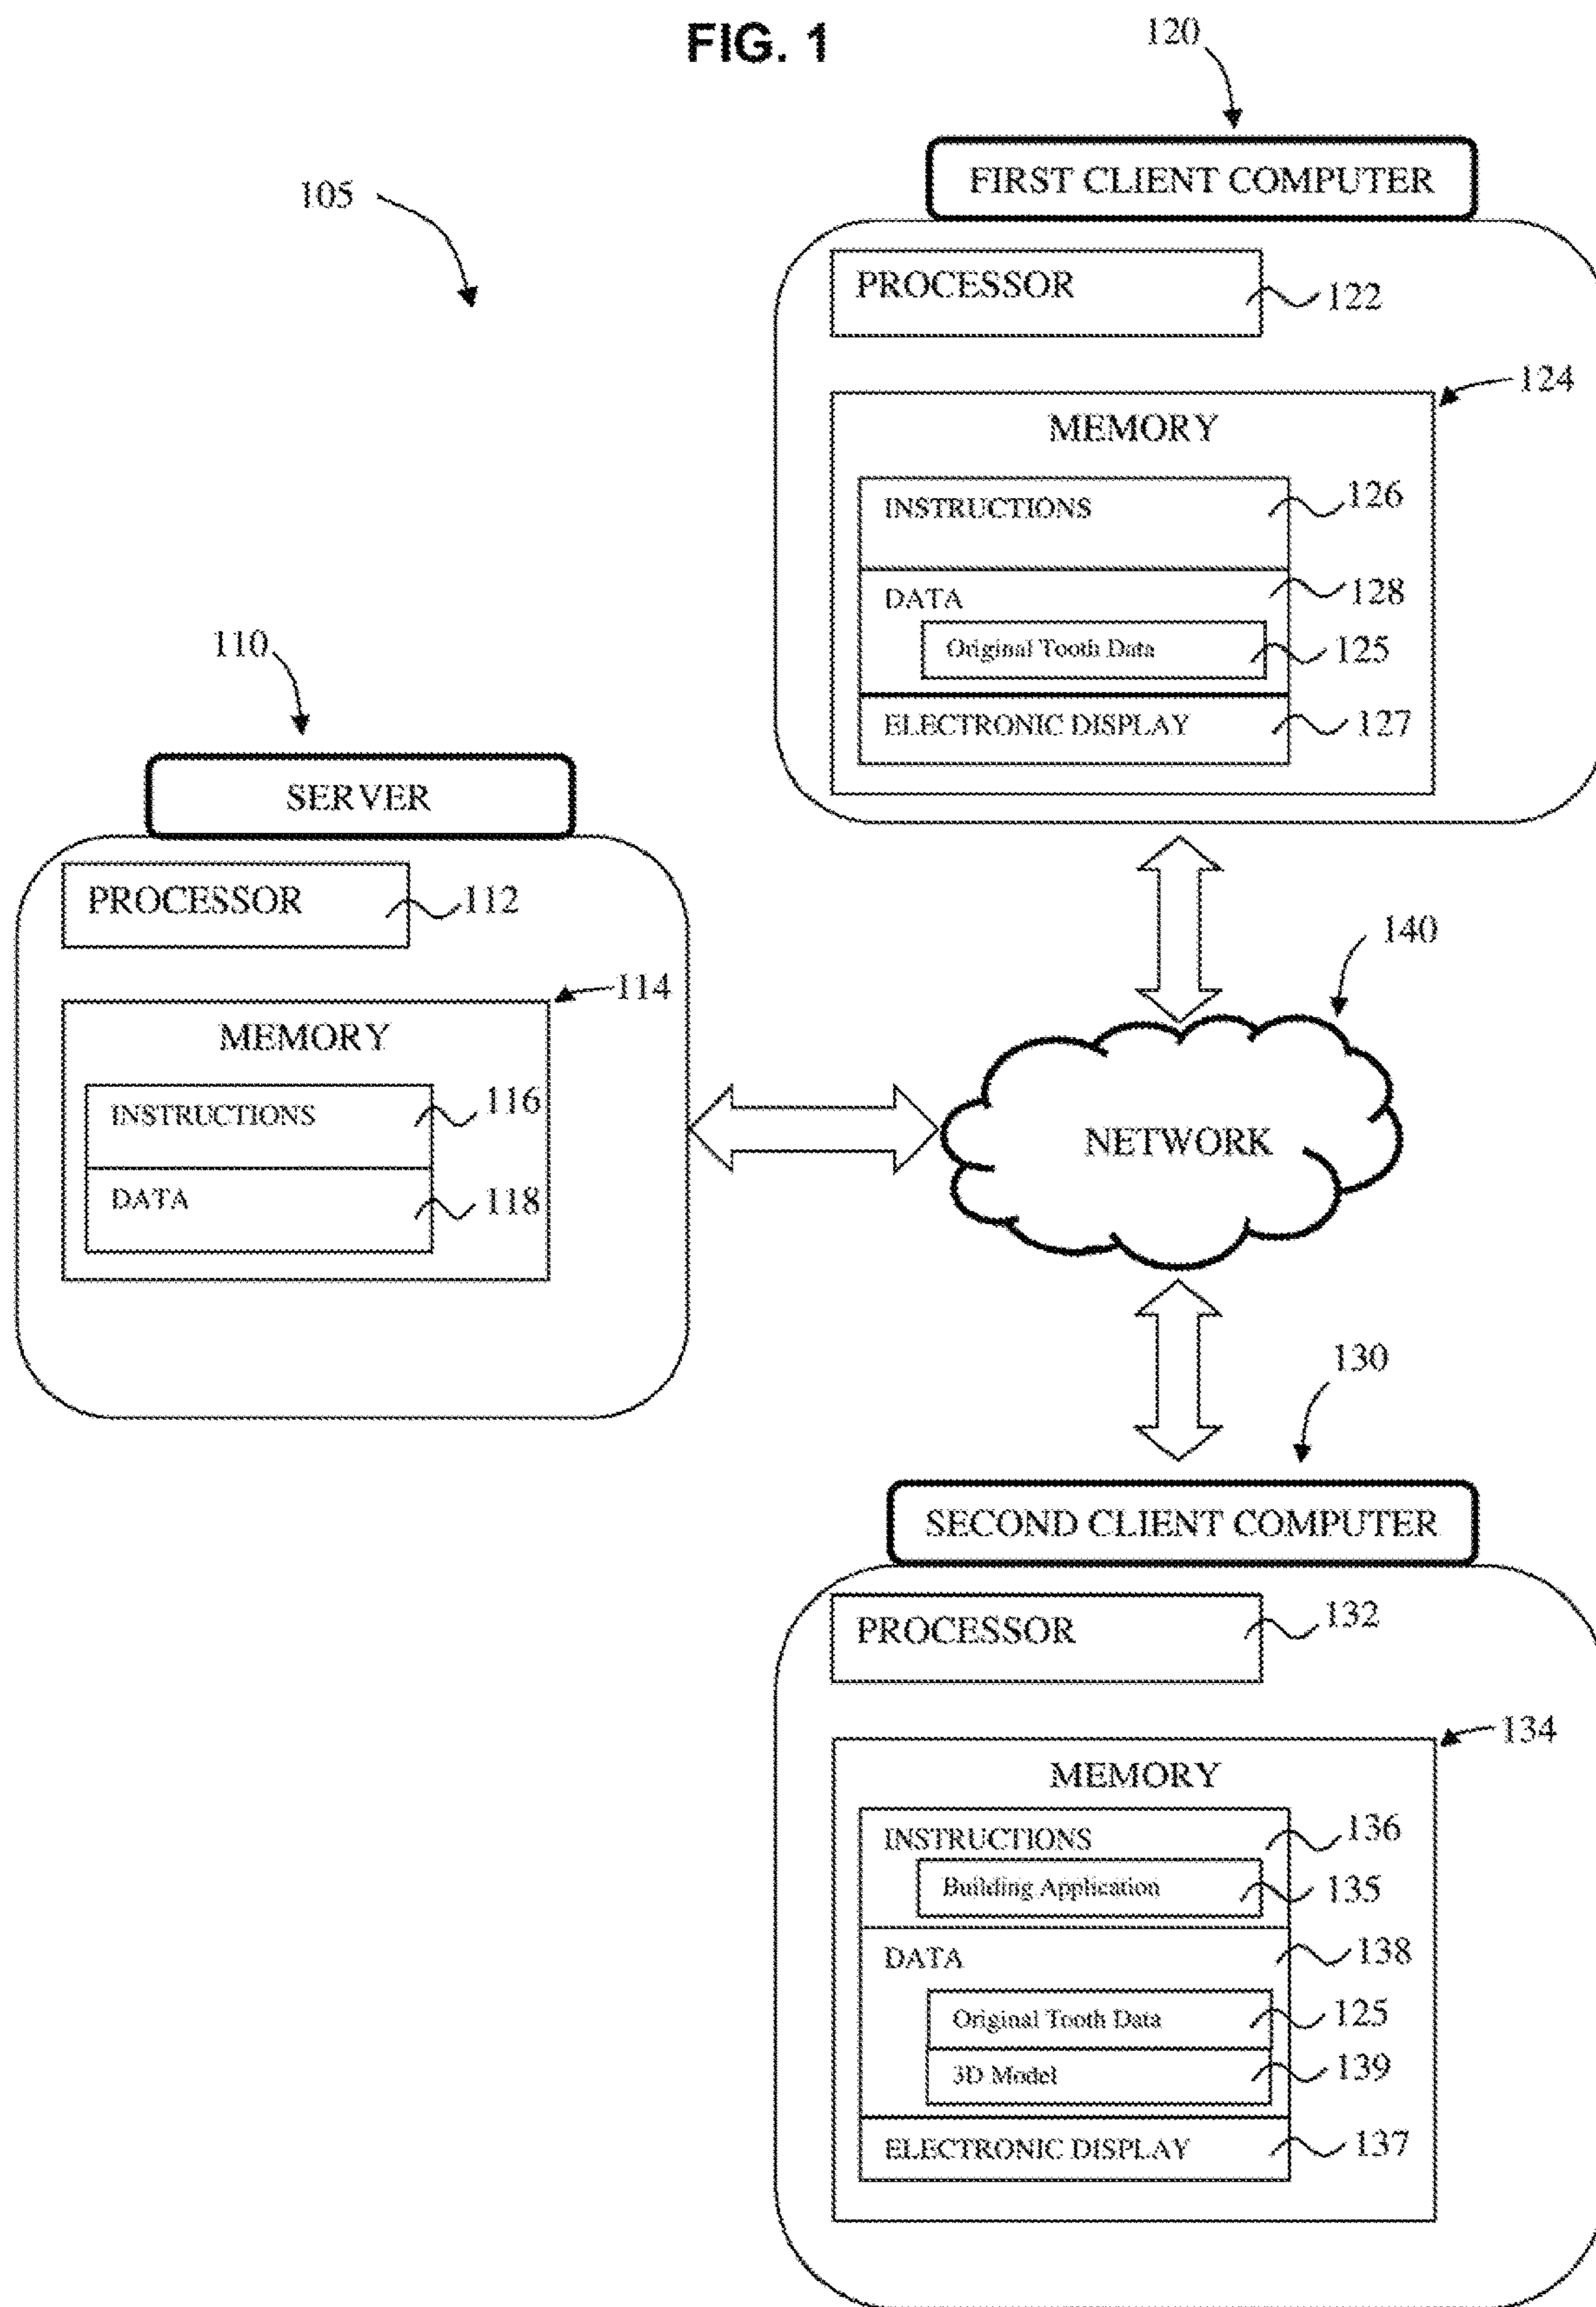 FIG. 1
120
FIRST CLIENT COMPUTER
105
PROCESSOR
122
124
MEMORY
INSTRUCTIONS
126
DATA
128
Original Tooth Data
125
ELECTRONIC DISPLAY
127
110
SERVER
PROCESSOR
112
114
MEMORY
INSTRUCTIONS
116
DATA
118
140
NETWORK
130
SECOND CLIENT COMPUTER
PROCESSOR
132
134
MEMORY
INSTRUCTIONS
136
Building Application
135
DATA
138
Original Tooth Data
125
3D Model
139
ELECTRONIC DISPLAY
137